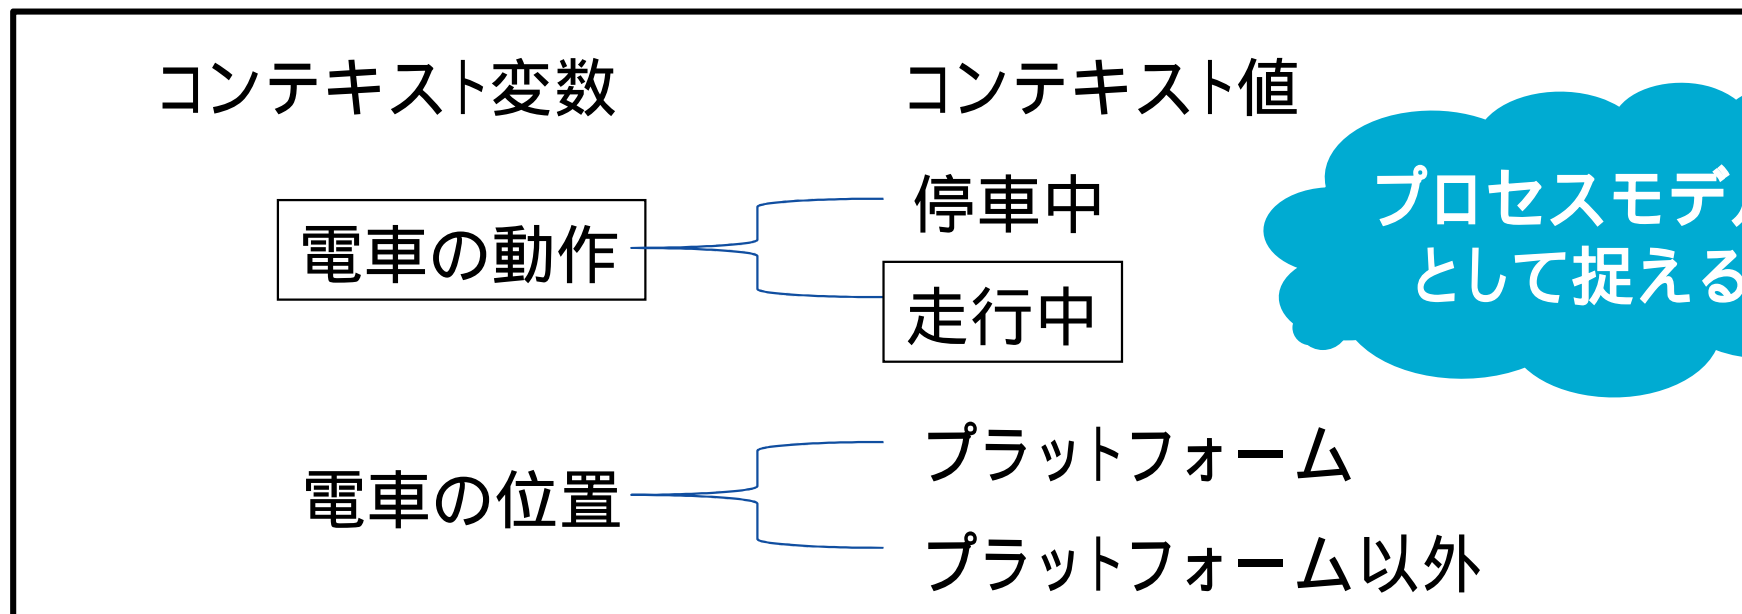 コンテキスト変数
コンテキスト値
電車の動作
停車中
走行中
プロセスモデ
として捉える
電車の位置
プラットフォーム
プラットフォーム以外